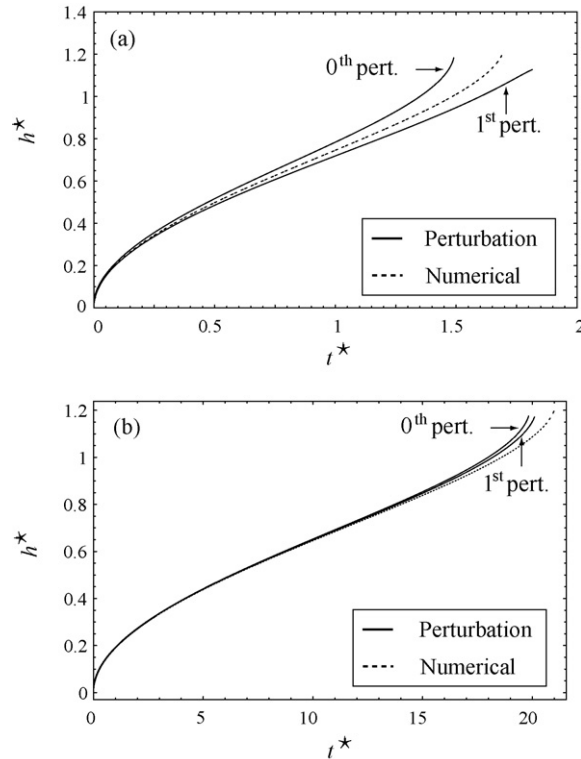 (a)
1.4
1.2
1.0
0.8
0.6
0.4
0.2
0
h★
0th pert.
1st pert.
Perturbation
Numerical
0 0.5 1 1.5 2
t★
(b)
1.2
1.0
0.8
0.6
0.4
0.2
0
h★
0th pert.
1st pert.
Perturbation
Numerical
0 5 10 15 20
t★